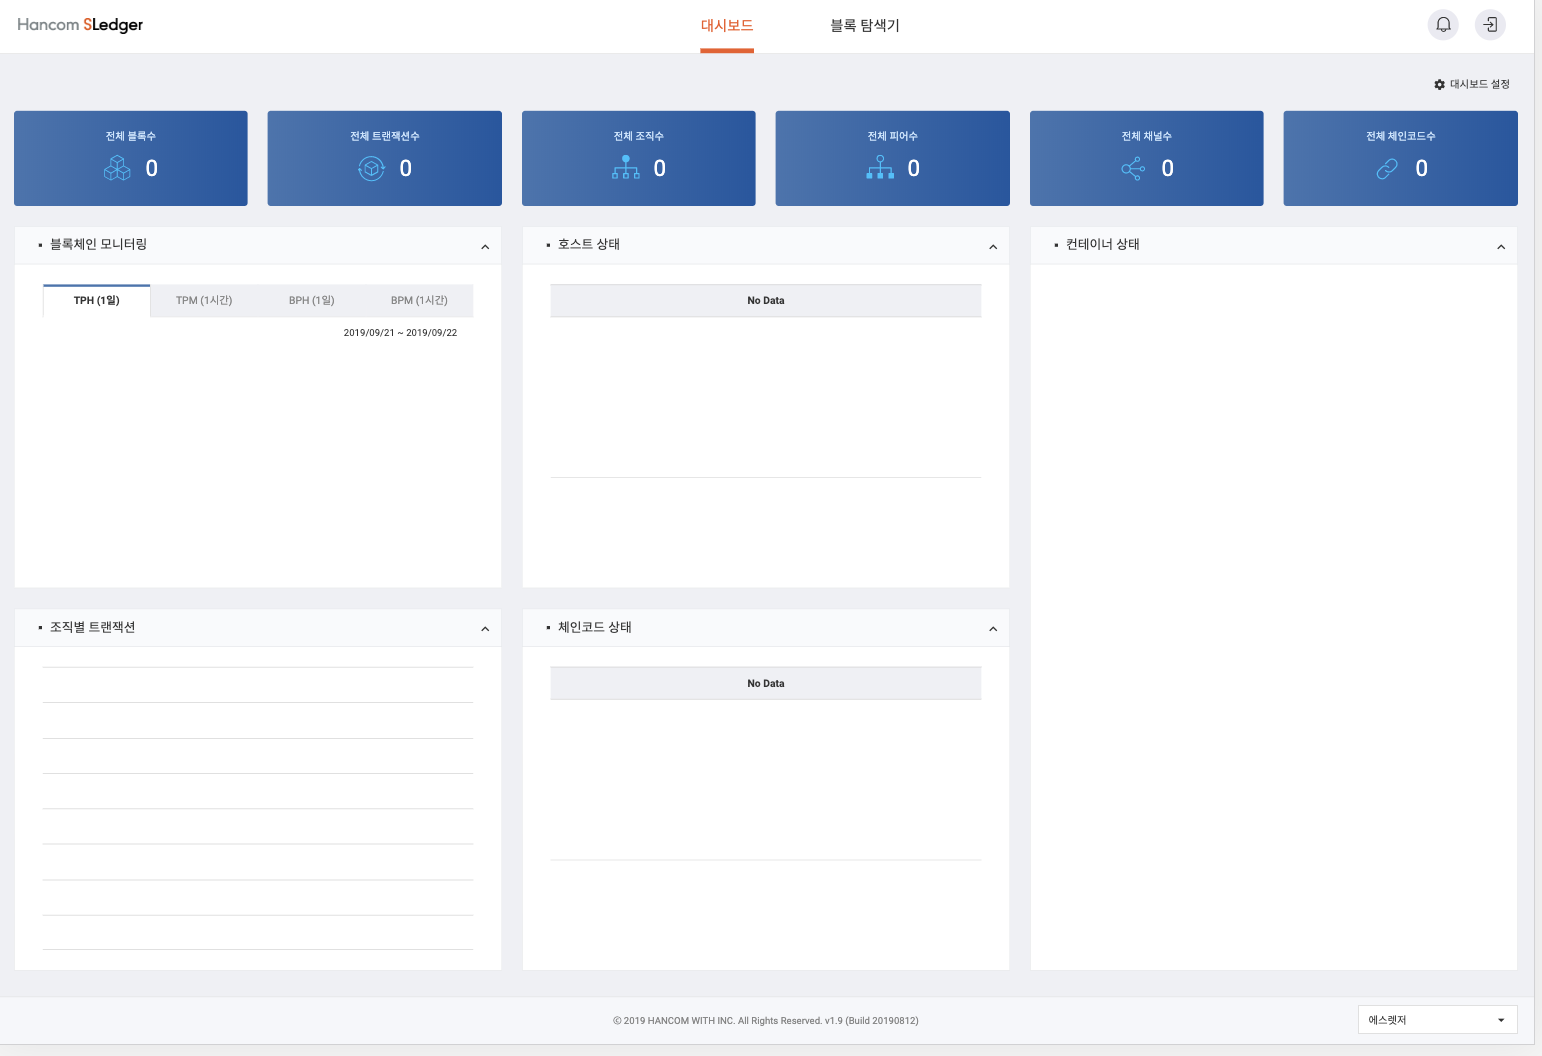 Hancom SLedger
대시보드
블록 탐색기
대시보드 설정
전체 블록수
0
전체 트랜잭션수
0
전체 조직수
0
전체 피어수
0
전체 채널수
0
전체 체인코드수
0
블록체인 모니터링
TPH (1일)
TPM (1시간)
BPH (1일)
BPM (1시간)
2019/09/21 ~ 2019/09/22
호스트 상태
No Data
컨테이너 상태
조직별 트랜잭션
체인코드 상태
No Data
© 2019 HANCOM WITH INC. All Rights Reserved. v1.9 (Build 20190812)
에스렛저